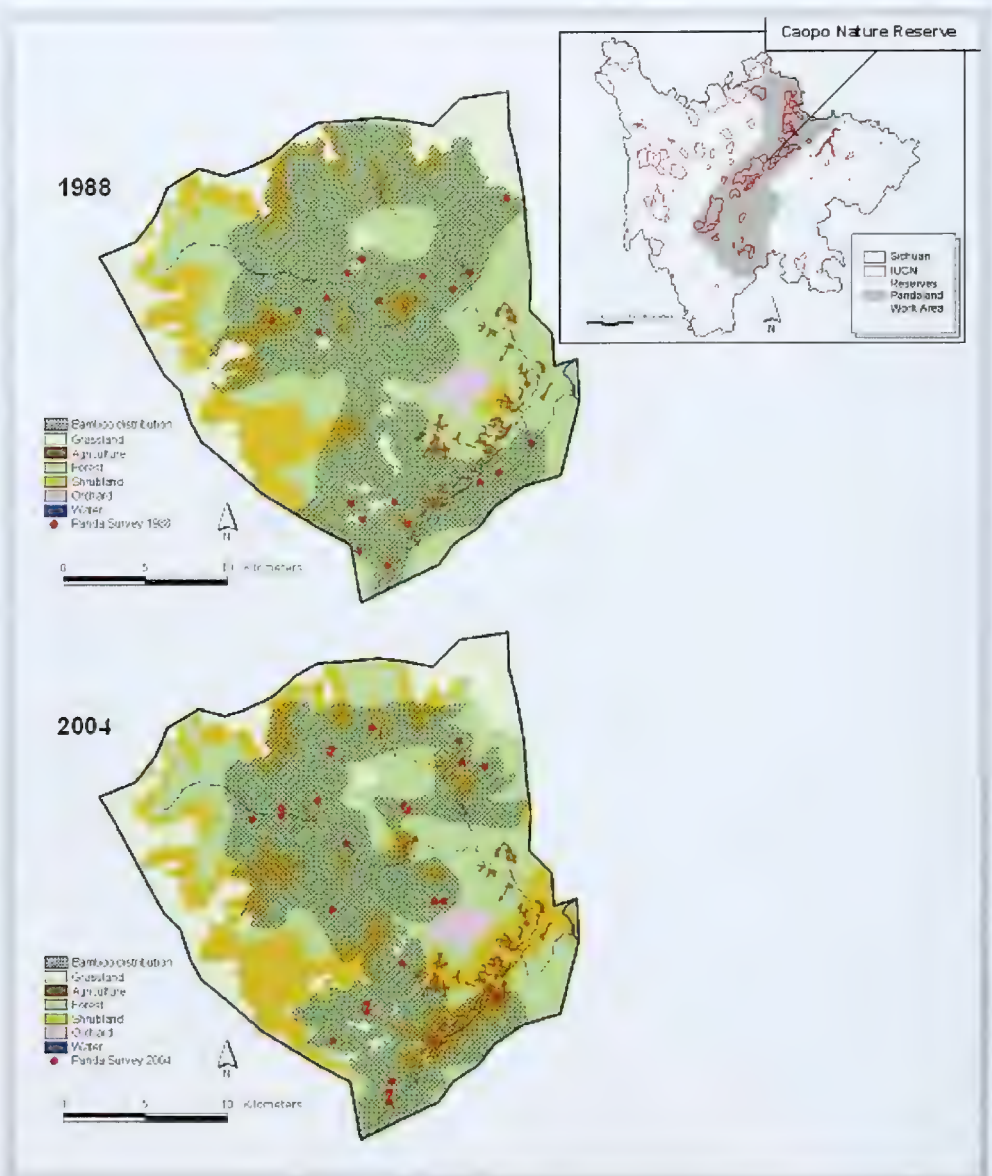 Caopo Nature Reserve
Sichuan
IUCN
Reserves
Pandaland
Work Area
N
1988
Bamboo distribution
Grassland
Agriculture
Forest
Shrubland
Orchard
Water
Panda Survey 1988
N
0 5 10 Kilometers
2004
Bamboo distribution
Grassland
Agriculture
Forest
Shrubland
Orchard
Water
Panda Survey 2004
N
5 10 Kilometers